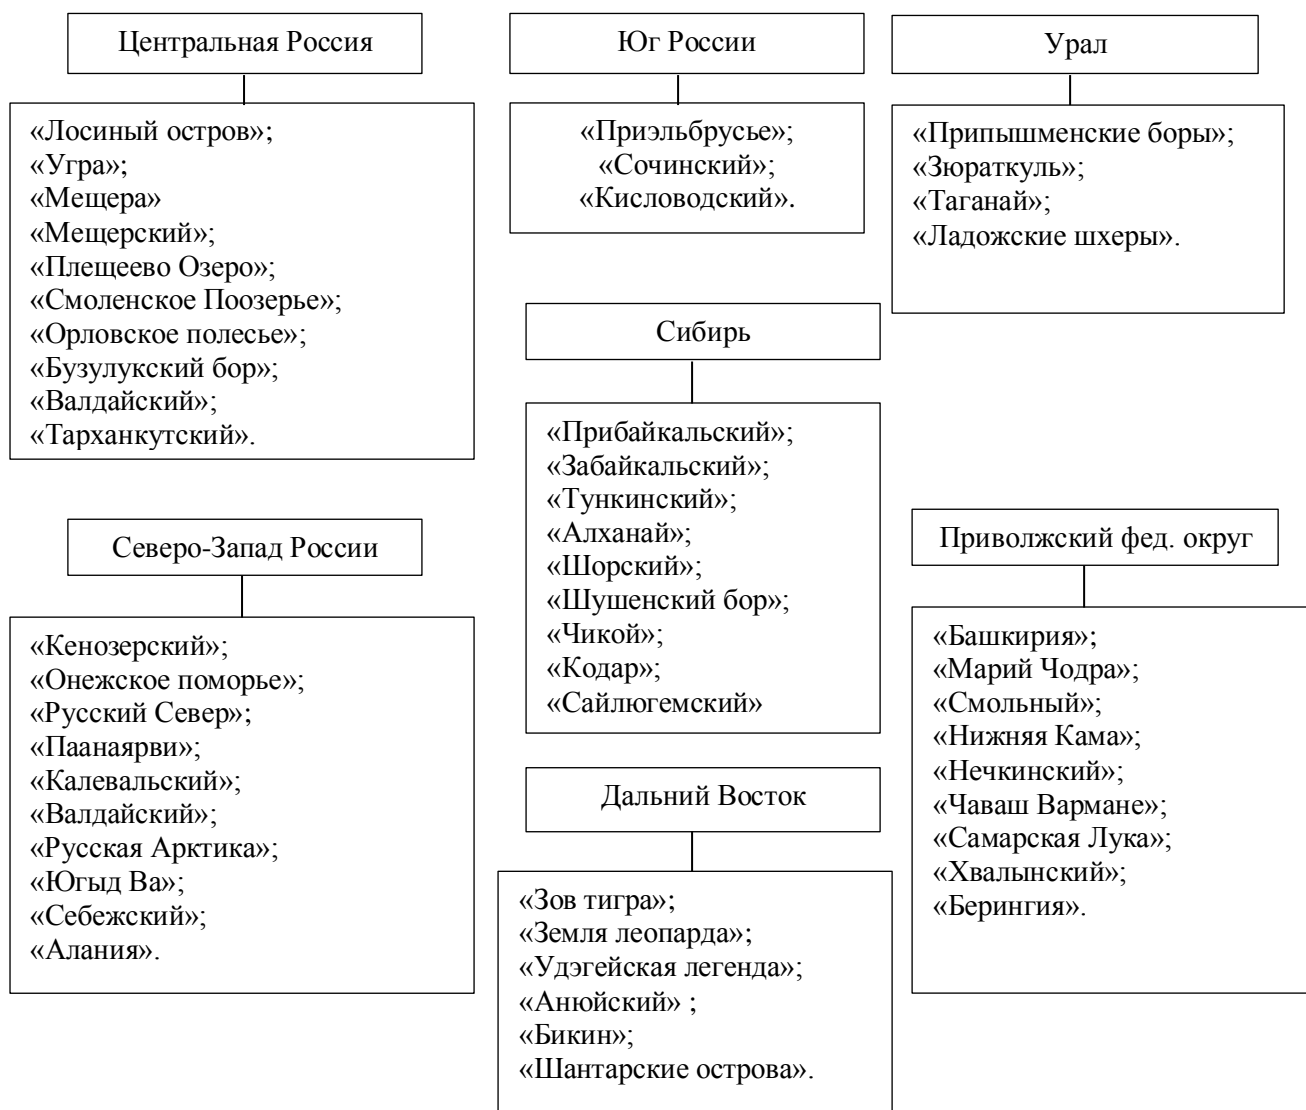 Центральная Россия
«Лосиный остров»;
«Угра»;
«Мещера»
«Мещерский»;
«Плещеево Озеро»;
«Смоленское Поозерье»;
«Орловское полесье»;
«Бузулукский бор»;
«Валдайский»;
«Тарханкутский».
Юг России
«Приэльбрусье»;
«Сочинский»;
«Кисловодский».
Урал
«Припышменские боры»;
«Зюраткуль»;
«Таганай»;
«Ладожские шхеры».
Сибирь
«Прибайкальский»;
«Забайкальский»;
«Тункинский»;
«Алханай»;
«Шорский»;
«Шушенский бор»;
«Чикой»;
«Кодар»;
«Сайлюгемский»
Северо-Запад России
«Кенозерский»;
«Онежское поморье»;
«Русский Север»;
«Паанаярви»;
«Калевальский»;
«Валдайский»;
«Русская Арктика»;
«Югыд Ва»;
«Себежский»;
«Алания».
Дальний Восток
«Зов тигра»;
«Земля леопарда»;
«Удэгейская легенда»;
«Анюйский» ;
«Бикин»;
«Шантарские острова».
Приволжский фед. округ
«Башкирия»;
«Марий Чодра»;
«Смольный»;
«Нижняя Кама»;
«Нечкинский»;
«Чаваш Вармане»;
«Самарская Лука»;
«Хвалынский»;
«Берингия».